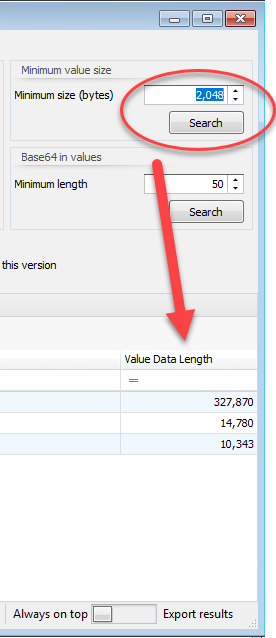 Minimum value size
Minimum size (bytes) 2,048
Search
Base64 in values
Minimum length 50
Search
this version
Value Data Length
=
327,870
14,780
10,343
Always on top Export results